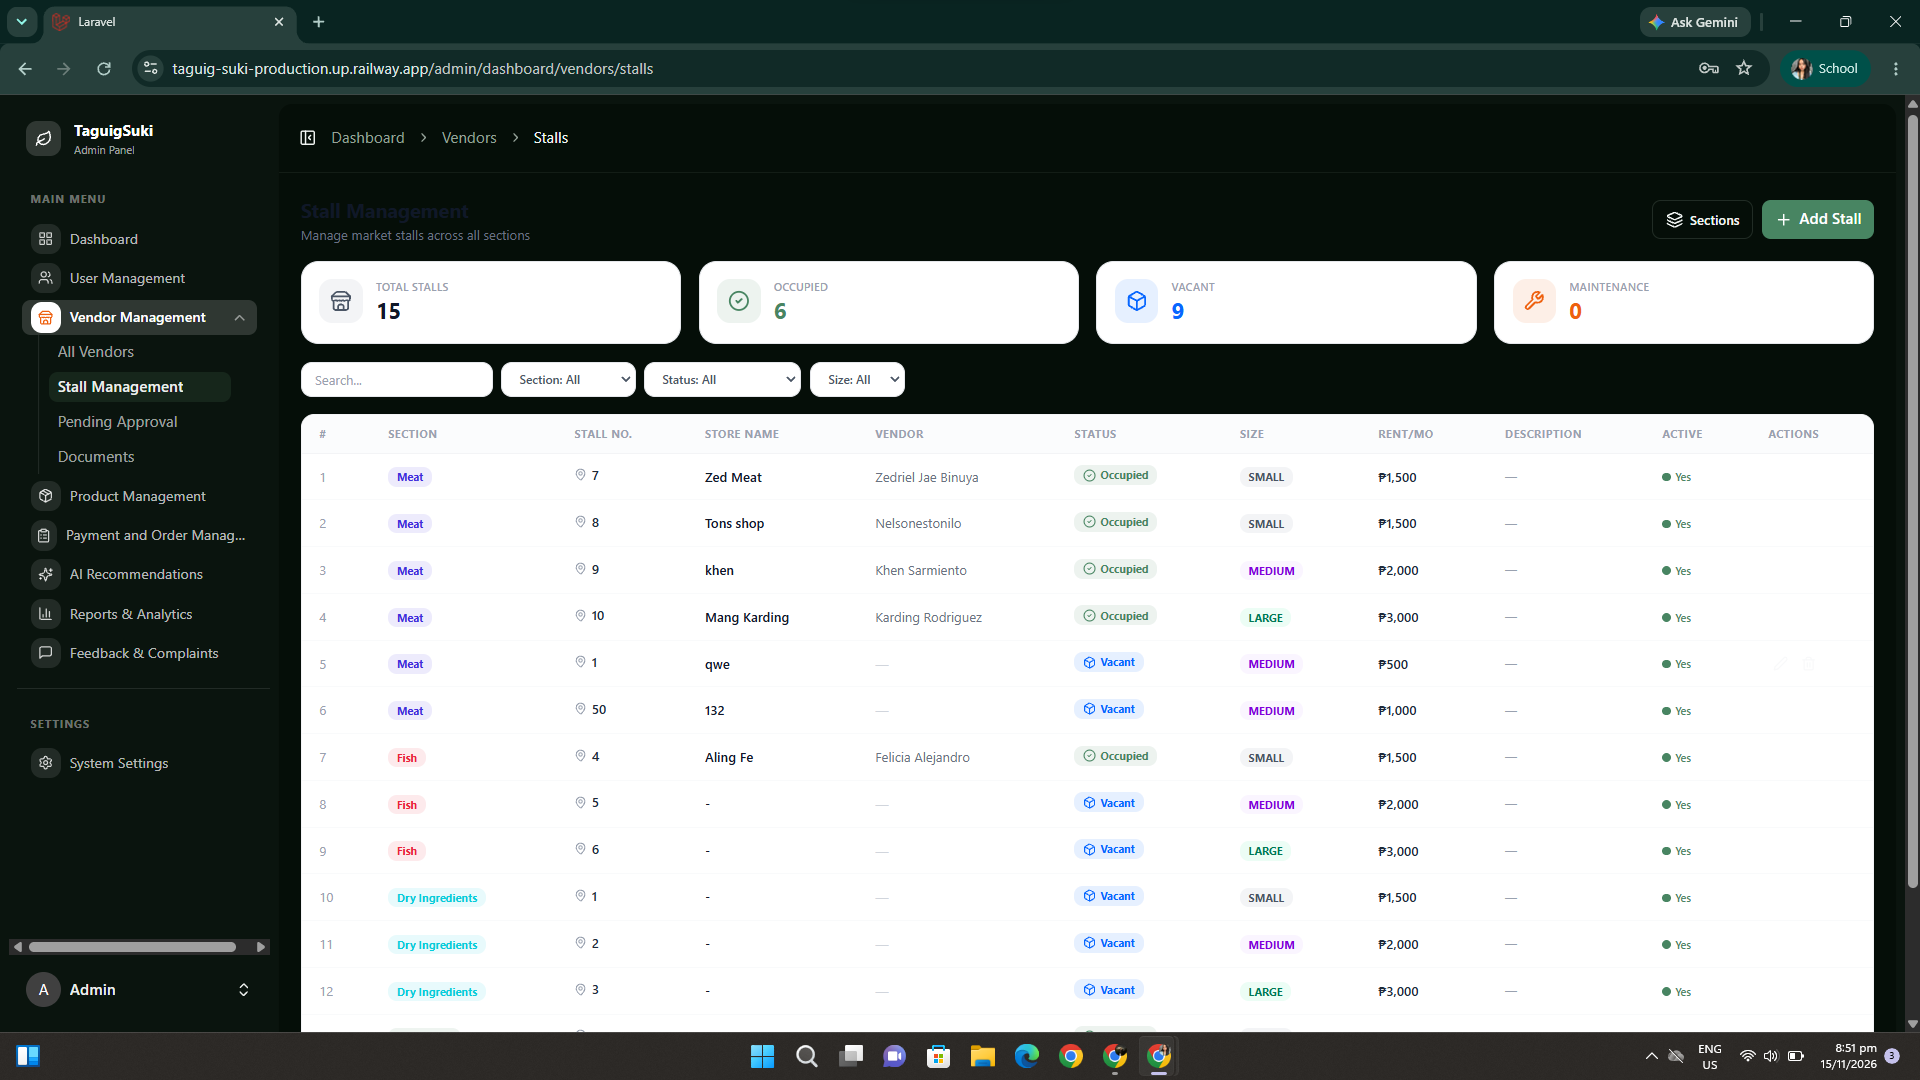 Laravel
Ask Gemini
taguig-suki-production.up.railway.app/admin/dashboard/vendors/stalls
School
TaguigSuki
Admin Panel
MAIN MENU
Dashboard
User Management
Vendor Management
All Vendors
Stall Management
Pending Approval
Documents
Product Management
Payment and Order Manag...
AI Recommendations
Reports & Analytics
Feedback & Complaints
SETTINGS
System Settings
A Admin
Dashboard > Vendors > Stalls
Stall Management
Manage market stalls across all sections
Sections
+ Add Stall
TOTAL STALLS
15
OCCUPIED
6
VACANT
9
MAINTENANCE
0
Search... Section: All Status: All Size: All
# SECTION STALL NO. STORE NAME VENDOR STATUS SIZE RENT/MO DESCRIPTION ACTIVE ACTIONS
1 Meat 7 Zed Meat Zedriel Jae Binuya Occupied SMALL ₱1,500 — Yes
2 Meat 8 Tons shop Nelsonestonilo Occupied SMALL ₱1,500 — Yes
3 Meat 9 khen Khen Sarmiento Occupied MEDIUM ₱2,000 — Yes
4 Meat 10 Mang Karding Karding Rodriguez Occupied LARGE ₱3,000 — Yes
5 Meat 1 qwe — Vacant MEDIUM ₱500 — Yes
6 Meat 50 132 — Vacant MEDIUM ₱1,000 — Yes
7 Fish 4 Aling Fe Felicia Alejandro Occupied SMALL ₱1,500 — Yes
8 Fish 5 - — Vacant MEDIUM ₱2,000 — Yes
9 Fish 6 - — Vacant LARGE ₱3,000 — Yes
10 Dry Ingredients 1 - — Vacant SMALL ₱1,500 — Yes
11 Dry Ingredients 2 - — Vacant MEDIUM ₱2,000 — Yes
12 Dry Ingredients 3 - — Vacant LARGE ₱3,000 — Yes
ENG
US
8:51 pm
15/11/2026
3